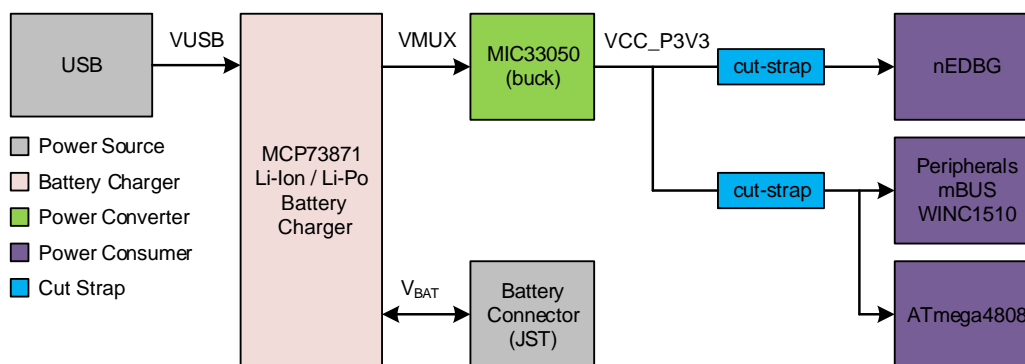 USB
VUSB
MCP73871
Li-Ion / Li-Po
Battery
Charger
VMUX
MIC33050
(buck)
VCC_P3V3
cut-strap
nEDBG
cut-strap
Peripherals
mBUS
WINC1510
ATmega4808
VBAT
Battery
Connector
(JST)
Power Source
Battery Charger
Power Converter
Power Consumer
Cut Strap